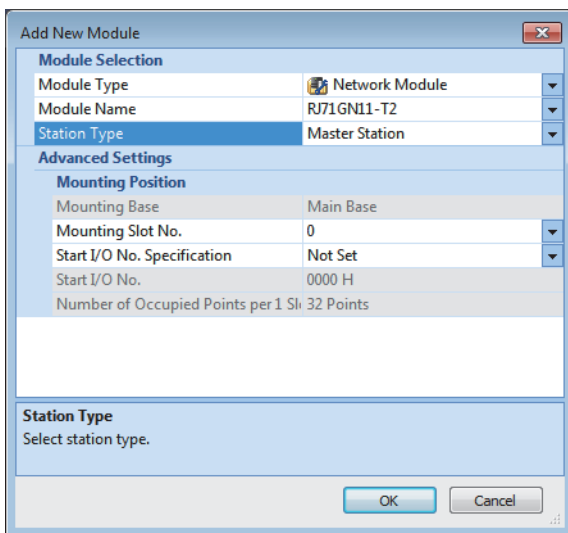 Add New Module
Module Selection
Module Type Network Module
Module Name RJ71GN11-T2
Station Type Master Station
Advanced Settings
Mounting Position
Mounting Base Main Base
Mounting Slot No. 0
Start I/O No. Specification Not Set
Start I/O No. 0000 H
Number of Occupied Points per 1 Sl 32 Points
Station Type
Select station type.
OK Cancel